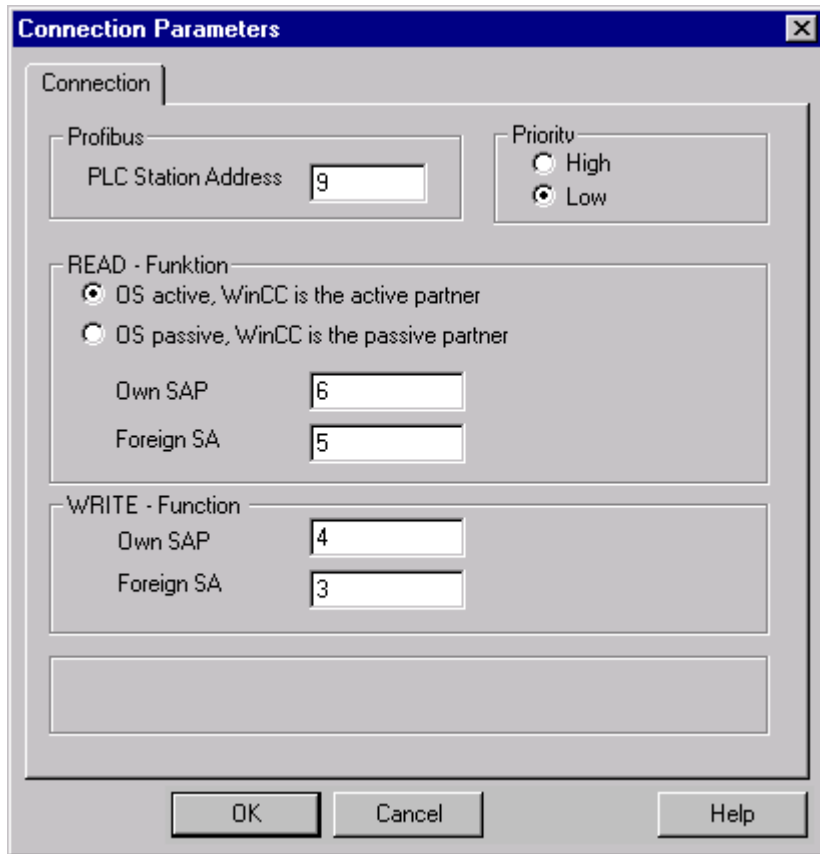 Connection Parameters
Connection
Profibus
PLC Station Address 9
Priority
High
Low
READ - Funktion
OS active, WinCC is the active partner
OS passive, WinCC is the passive partner
Own SAP 6
Foreign SA 5
WRITE - Function
Own SAP 4
Foreign SA 3
OK Cancel Help